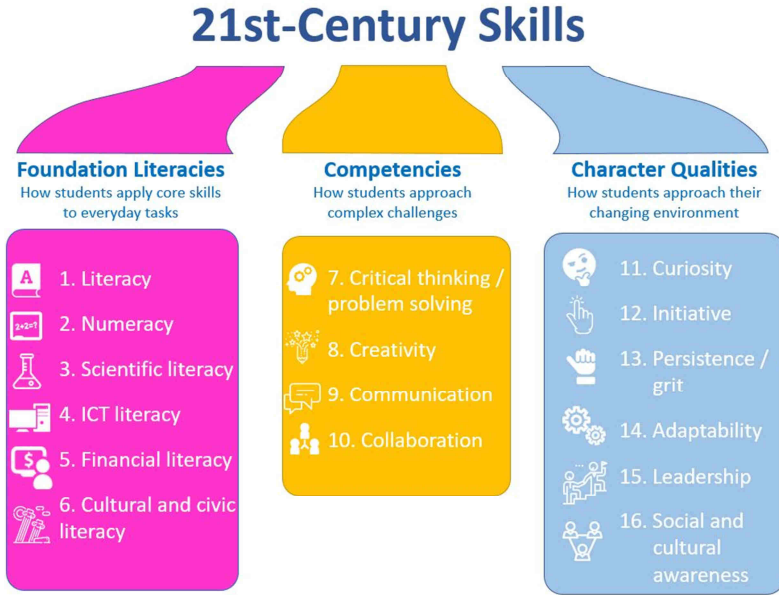 21st-Century Skills
Foundation Literacies
How students apply core skills
to everyday tasks
A
1. Literacy
2+2=?
2. Numeracy
3. Scientific literacy
4. ICT literacy
$
5. Financial literacy
6. Cultural and civic
literacy
Competencies
How students approach
complex challenges
7. Critical thinking /
problem solving
8. Creativity
9. Communication
10. Collaboration
Character Qualities
How students approach their
changing environment
11. Curiosity
12. Initiative
13. Persistence /
grit
14. Adaptability
15. Leadership
16. Social and
cultural
awareness